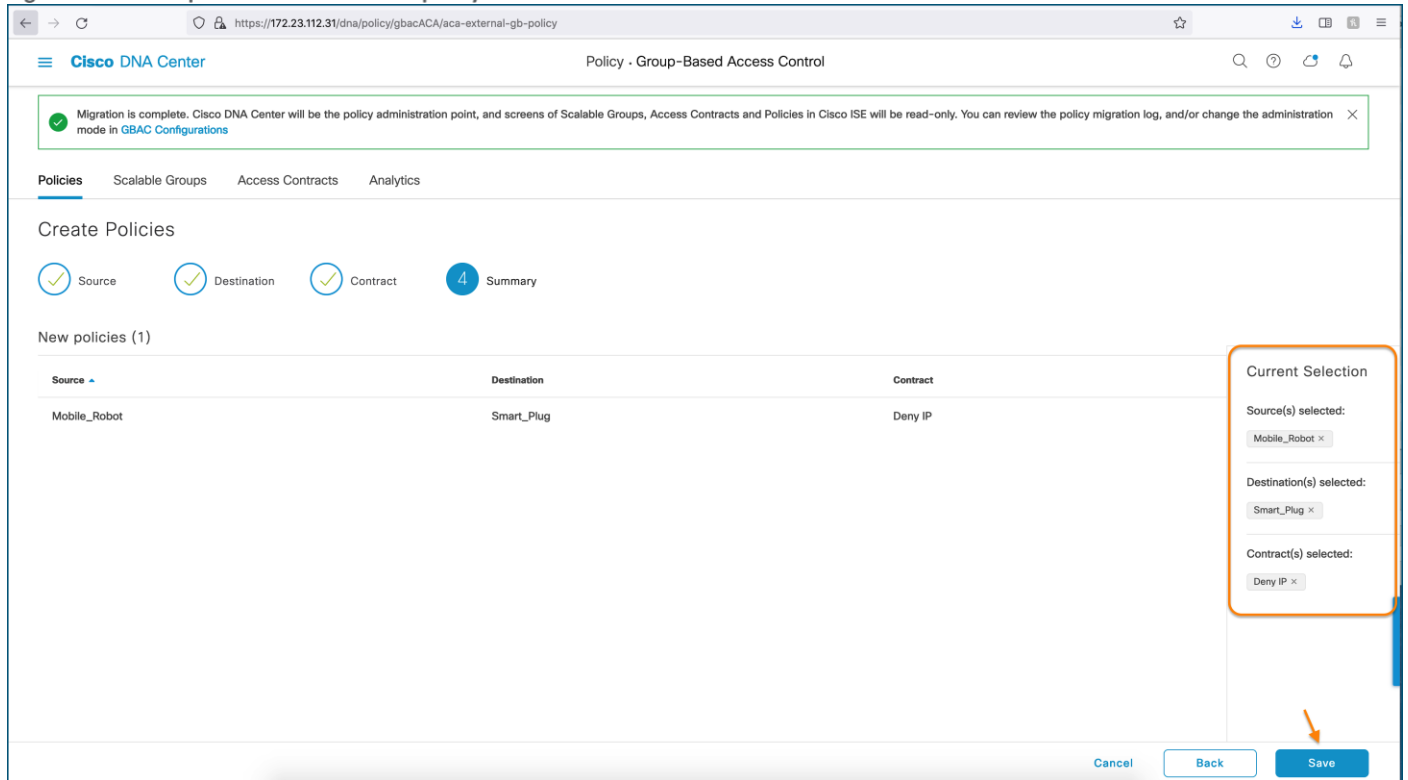 https://172.23.112.31/dna/policy/gbacACA/aca-external-gb-policy
Cisco DNA Center
Policy · Group-Based Access Control
Migration is complete. Cisco DNA Center will be the policy administration point, and screens of Scalable Groups, Access Contracts and Policies in Cisco ISE will be read-only. You can review the policy migration log, and/or change the administration
mode in GBAC Configurations
Policies Scalable Groups Access Contracts Analytics
Create Policies
Source Destination Contract 4 Summary
New policies (1)
Source Destination Contract
Mobile_Robot Smart_Plug Deny IP
Current Selection
Source(s) selected:
Mobile_Robot ×
Destination(s) selected:
Smart_Plug ×
Contract(s) selected:
Deny IP ×
Cancel Back Save